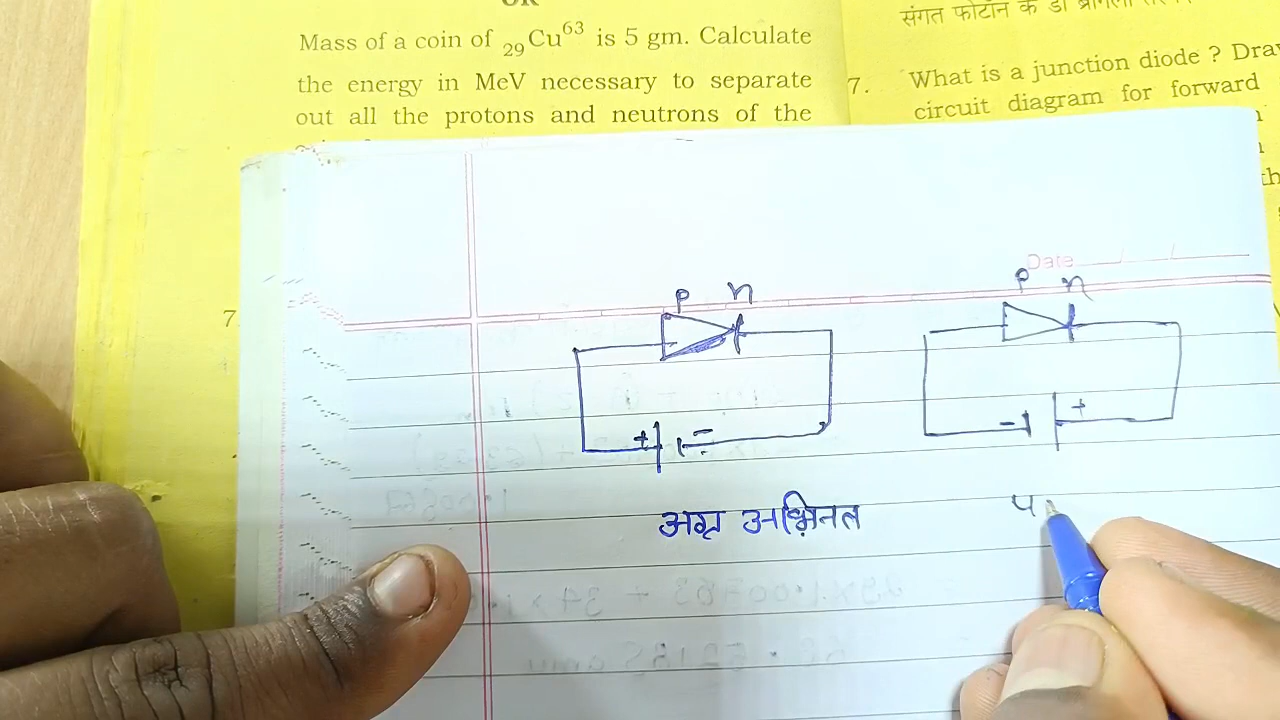 OR
Mass of a coin of ₂₉Cu⁶³ is 5 gm. Calculate
the energy in MeV necessary to separate
out all the protons and neutrons of the
7
संगत फोटॉन के डी
7. What is a junction diode ? Draw
circuit diagram for forward
th
Date
P n
+ -
P n
- +
अग्र अभिनत
प